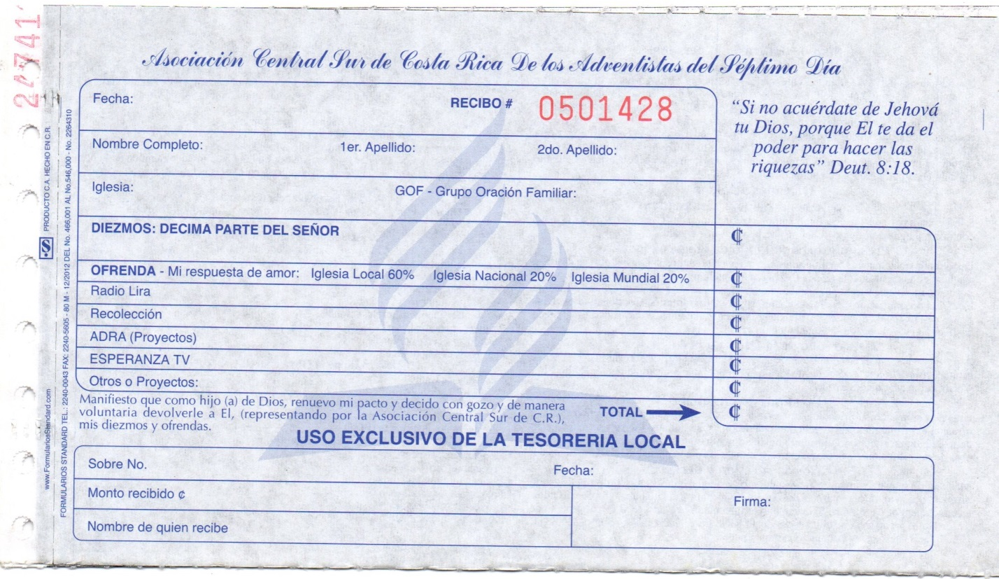 Asociación Central Sur de Costa Rica De los Adventistas del Séptimo Día
Fecha:
RECIBO # 0501428
"Si no acuérdate de Jehová
tu Dios, porque El te da el
poder para hacer las
riquezas" Deut. 8:18.
Nombre Completo: 1er. Apellido: 2do. Apellido:
Iglesia: GOF - Grupo Oración Familiar:
DIEZMOS: DECIMA PARTE DEL SEÑOR ₡
OFRENDA - Mi respuesta de amor: Iglesia Local 60% Iglesia Nacional 20% Iglesia Mundial 20% ₡
Radio Lira ₡
Recolección ₡
ADRA (Proyectos) ₡
ESPERANZA TV ₡
Otros o Proyectos: ₡
Manifiesto que como hijo (a) de Dios, renuevo mi pacto y decido con gozo y de manera
voluntaria devolverle a El, (representando por la Asociación Central Sur de C.R.),
mis diezmos y ofrendas.
TOTAL ₡
USO EXCLUSIVO DE LA TESORERIA LOCAL
Sobre No. Fecha:
Monto recibido ¢ Firma:
Nombre de quien recibe
www.FormulariosStandard.com
PRODUCTO C.A. HECHO EN C.R.
FORMULARIOS STANDARD TEL.: 2240-0043 FAX: 2240-5605 - 80 M - 12/2012 DEL No. 466,001 AL No.546,000 - No. 2264310